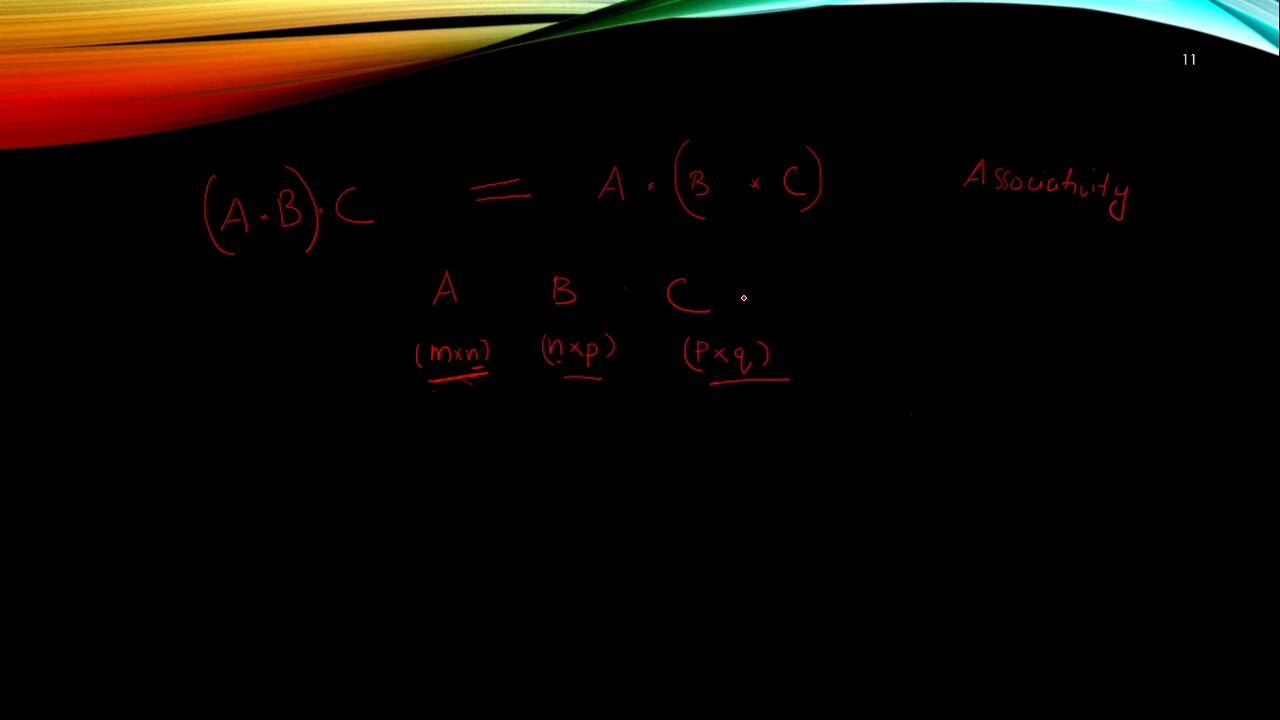 11
(A × B) × C = A × (B × C) Associativity
A B C
(m×n) (n×p) (p×q)